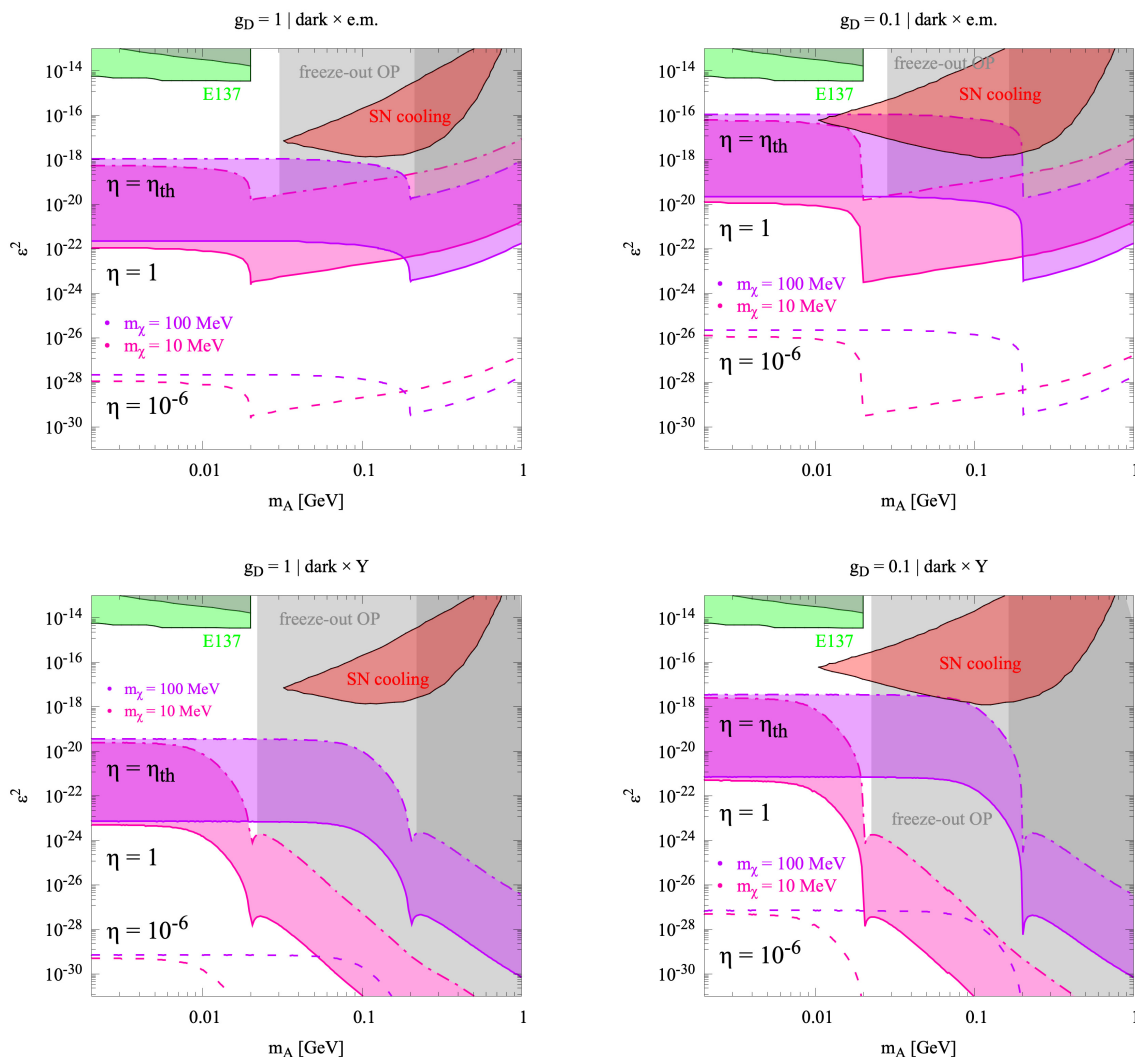 g_D = 1 | dark × e.m.
10^-14
10^-16
10^-18
10^-20
10^-22
10^-24
10^-26
10^-28
10^-30
ε^2
freeze-out OP
E137
SN cooling
η = η_th
η = 1
• m_χ = 100 MeV
• m_χ = 10 MeV
η = 10^-6
0.01
0.1
1
m_A [GeV]
g_D = 0.1 | dark × e.m.
10^-14
10^-16
10^-18
10^-20
10^-22
10^-24
10^-26
10^-28
10^-30
ε^2
freeze-out OP
E137
SN cooling
η = η_th
η = 1
• m_χ = 100 MeV
• m_χ = 10 MeV
η = 10^-6
0.01
0.1
1
m_A [GeV]
g_D = 1 | dark × Y
10^-14
10^-16
10^-18
10^-20
10^-22
10^-24
10^-26
10^-28
10^-30
ε^2
freeze-out OP
E137
SN cooling
• m_χ = 100 MeV
• m_χ = 10 MeV
η = η_th
η = 1
η = 10^-6
0.01
0.1
1
m_A [GeV]
g_D = 0.1 | dark × Y
10^-14
10^-16
10^-18
10^-20
10^-22
10^-24
10^-26
10^-28
10^-30
ε^2
E137
SN cooling
η = η_th
η = 1
freeze-out OP
• m_χ = 100 MeV
• m_χ = 10 MeV
η = 10^-6
0.01
0.1
1
m_A [GeV]